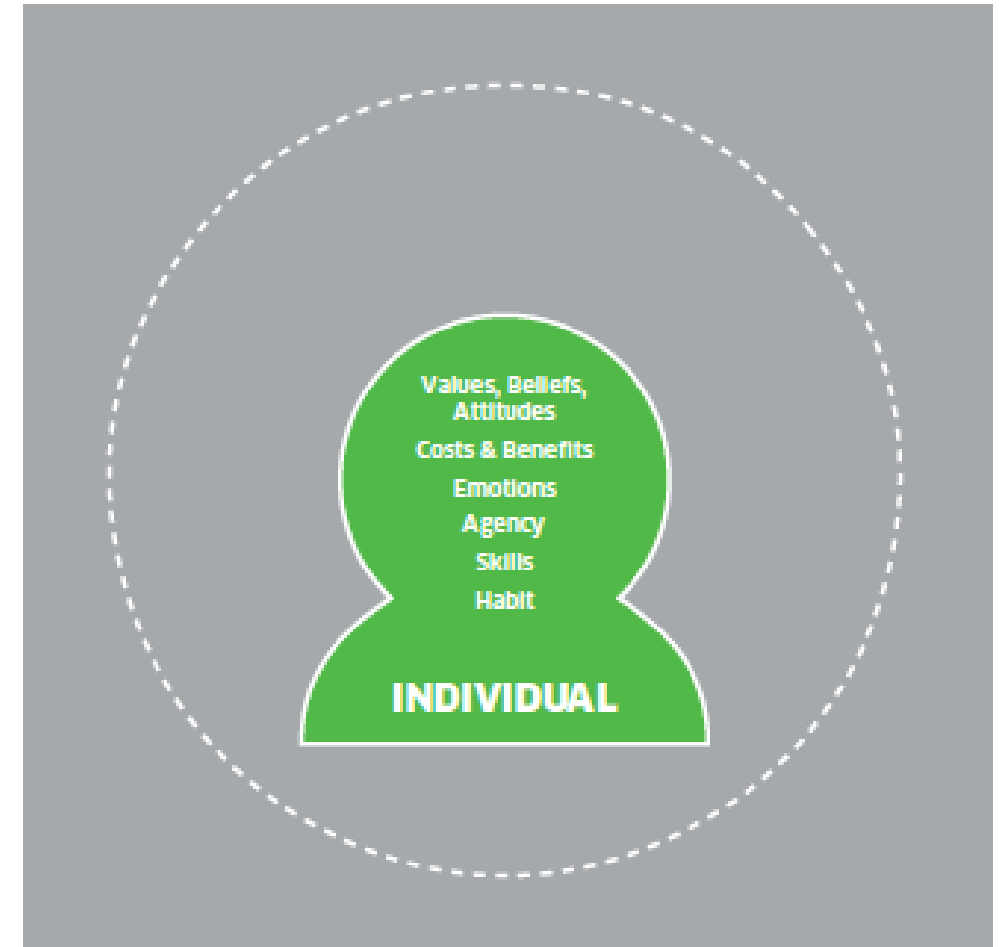 Values, Beliefs,
Attitudes
Costs & Benefits
Emotions
Agency
Skills
Habit
INDIVIDUAL